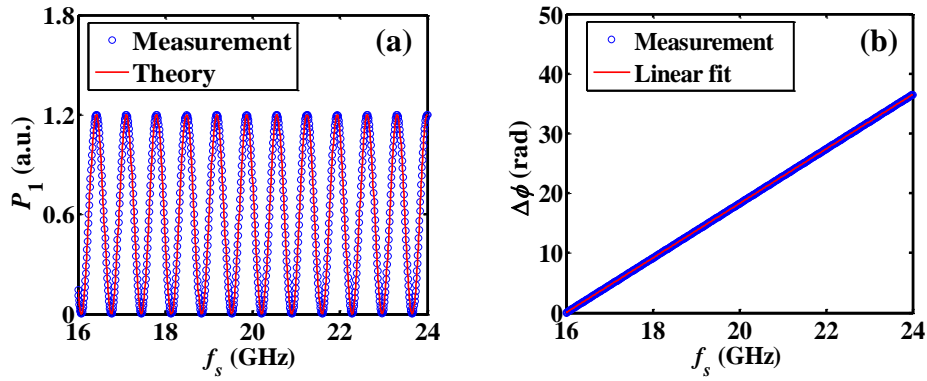 1.8
Measurement
Theory
(a)
1.2
0.6
0
P₁ (a.u.)
16 18 20 22 24
fₛ (GHz)
50
Measurement
Linear fit
(b)
40
30
20
10
0
Δϕ (rad)
16 18 20 22 24
fₛ (GHz)